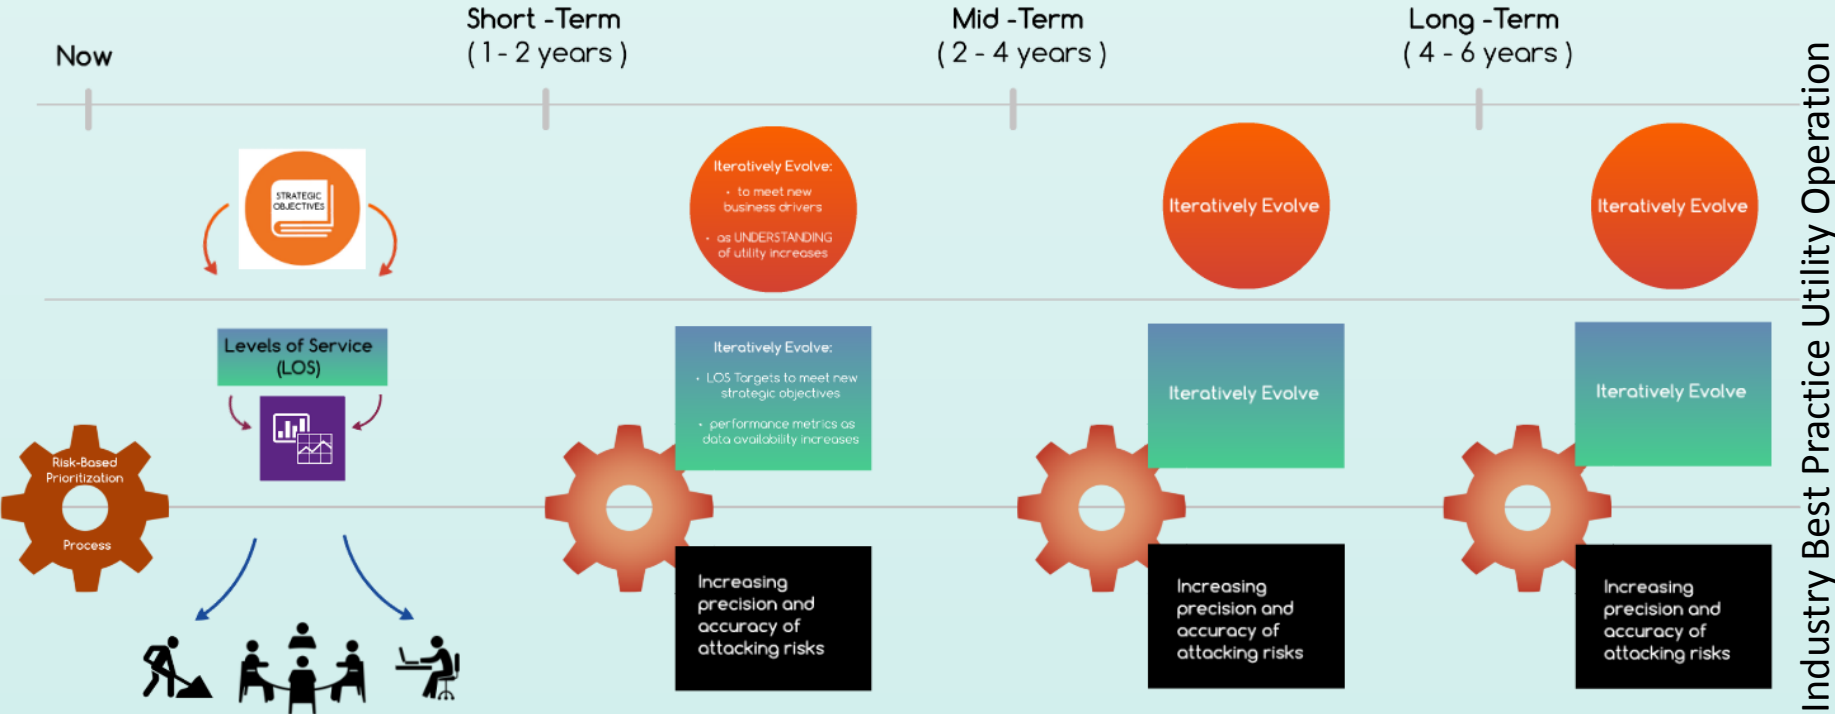 Now
Short -Term
( 1 - 2 years )
Mid -Term
( 2 - 4 years )
Long -Term
( 4 - 6 years )
STRATEGIC
OBJECTIVES
Iteratively Evolve:
• to meet new
business drivers
• as UNDERSTANDING
of utility increases
Iteratively Evolve
Iteratively Evolve
Levels of Service
(LOS)
Iteratively Evolve:
• LOS Targets to meet new
strategic objectives
• performance metrics as
data availability increases
Iteratively Evolve
Iteratively Evolve
Risk-Based
Prioritization
Process
Increasing
precision and
accuracy of
attacking risks
Increasing
precision and
accuracy of
attacking risks
Increasing
precision and
accuracy of
attacking risks
Industry Best Practice Utility Operation